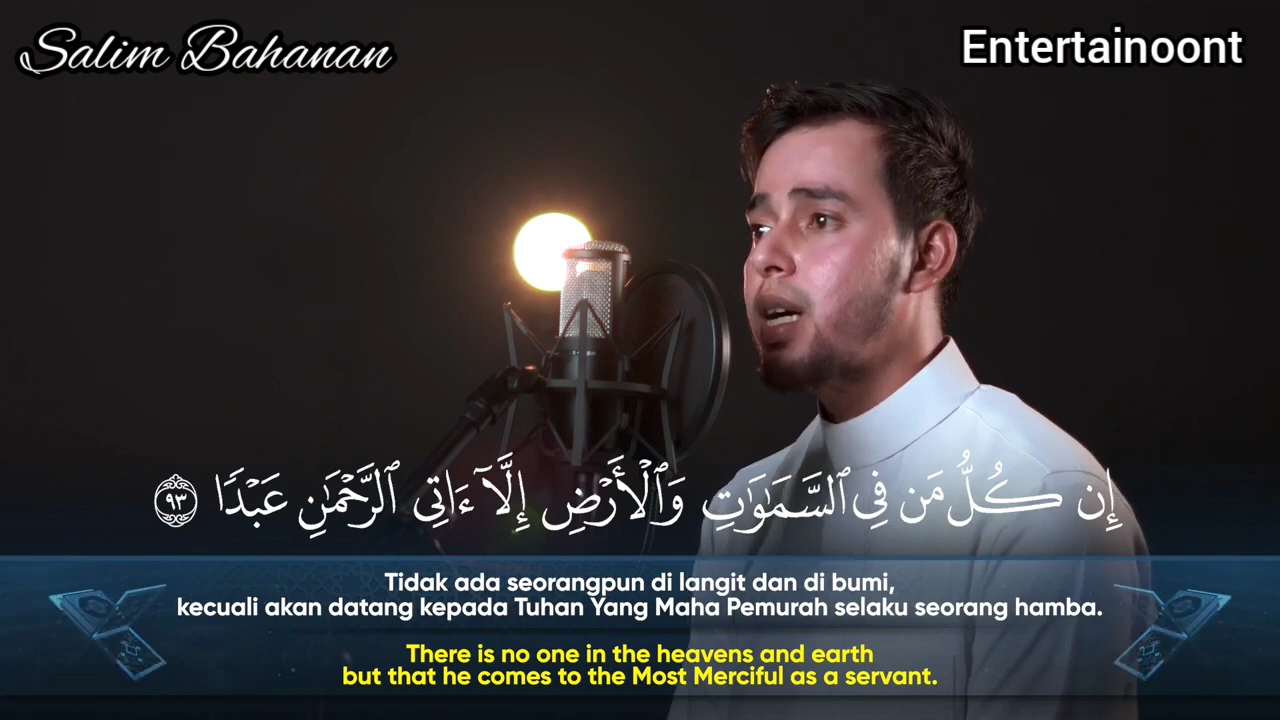 Salim Bahanan
Entertainoont
إِن كُلُّ مَن فِى ٱلسَّمَٰوَٰتِ وَٱلْأَرْضِ إِلَّآ ءَاتِى ٱلرَّحْمَٰنِ عَبْدًا ٩٣
Tidak ada seorangpun di langit dan di bumi,
kecuali akan datang kepada Tuhan Yang Maha Pemurah selaku seorang hamba.
There is no one in the heavens and earth
but that he comes to the Most Merciful as a servant.